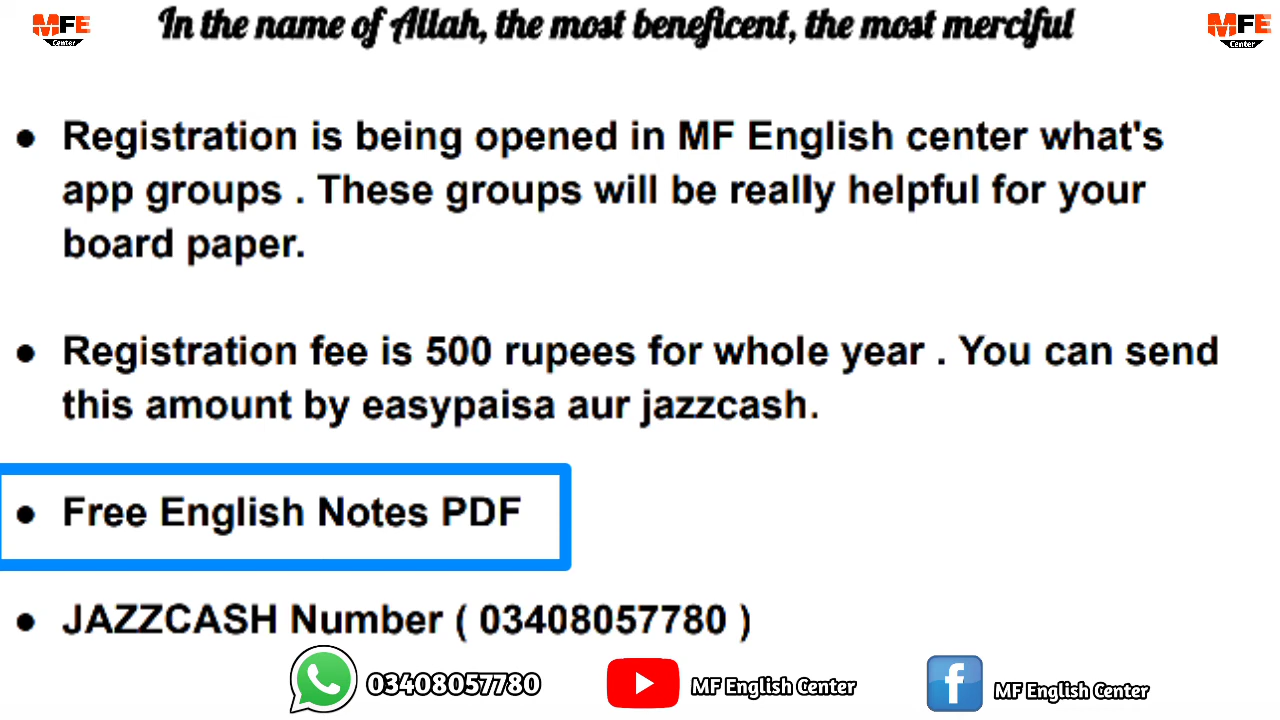 MFE
Center
In the name of Allah, the most beneficent, the most merciful
MFE
Center
● Registration is being opened in MF English center what's
app groups . These groups will be really helpful for your
board paper.
● Registration fee is 500 rupees for whole year . You can send
this amount by easypaisa aur jazzcash.
● Free English Notes PDF
● JAZZCASH Number ( 03408057780 )
03408057780
MF English Center
MF English Center